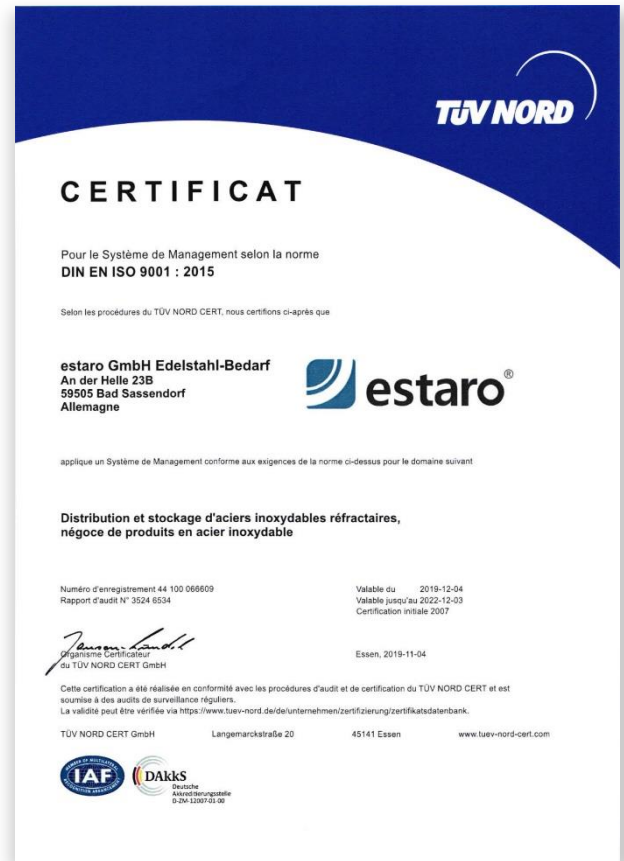 TÜV NORD
CERTIFICAT
Pour le Système de Management selon la norme
DIN EN ISO 9001 : 2015
Selon les procédures du TÜV NORD CERT, nous certifions ci-après que
estaro GmbH Edelstahl-Bedarf
An der Helle 23B
59505 Bad Sassendorf
Allemagne
estaro®
applique un Système de Management conforme aux exigences de la norme ci-dessus pour le domaine suivant
Distribution et stockage d'aciers inoxydables réfractaires,
négoce de produits en acier inoxydable
Numéro d'enregistrement 44 100 066609
Rapport d'audit N° 3524 6534
Valable du 2019-12-04
Valable jusqu'au 2022-12-03
Certification initiale 2007
Organisme Certificateur
du TÜV NORD CERT GmbH
Essen, 2019-11-04
Cette certification a été réalisée en conformité avec les procédures d'audit et de certification du TÜV NORD CERT et est
soumise à des audits de surveillance réguliers.
La validité peut être vérifiée via https://www.tuev-nord.de/de/unternehmen/zertifizierung/zertifikatsdatenbank.
TÜV NORD CERT GmbH Langemarckstraße 20 45141 Essen www.tuev-nord-cert.com
MEMBER OF MULTILATERAL
IAF
RECOGNITION ARRANGEMENT
DAkkS
Deutsche
Akkreditierungsstelle
D-ZM-12007-01-00